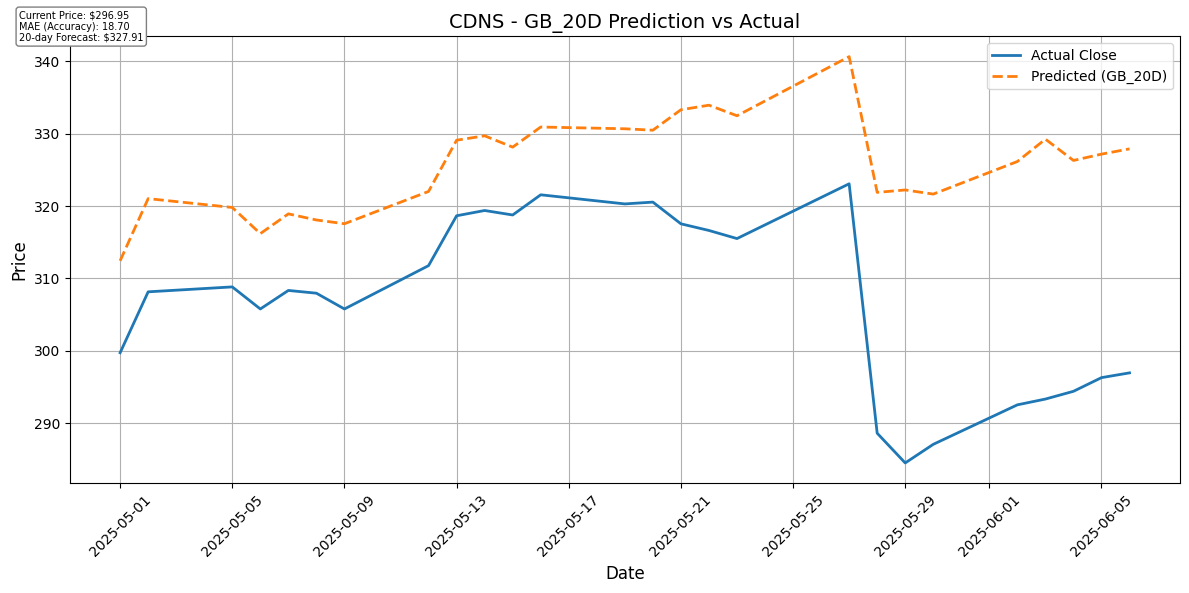 CDNS - GB_20D Prediction vs Actual
Current Price: $296.95
MAE (Accuracy): 18.70
20-day Forecast: $327.91
Actual Close
Predicted (GB_20D)
Price
340
330
320
310
300
290
2025-05-01
2025-05-05
2025-05-09
2025-05-13
2025-05-17
2025-05-21
2025-05-25
2025-05-29
2025-06-01
2025-06-05
Date